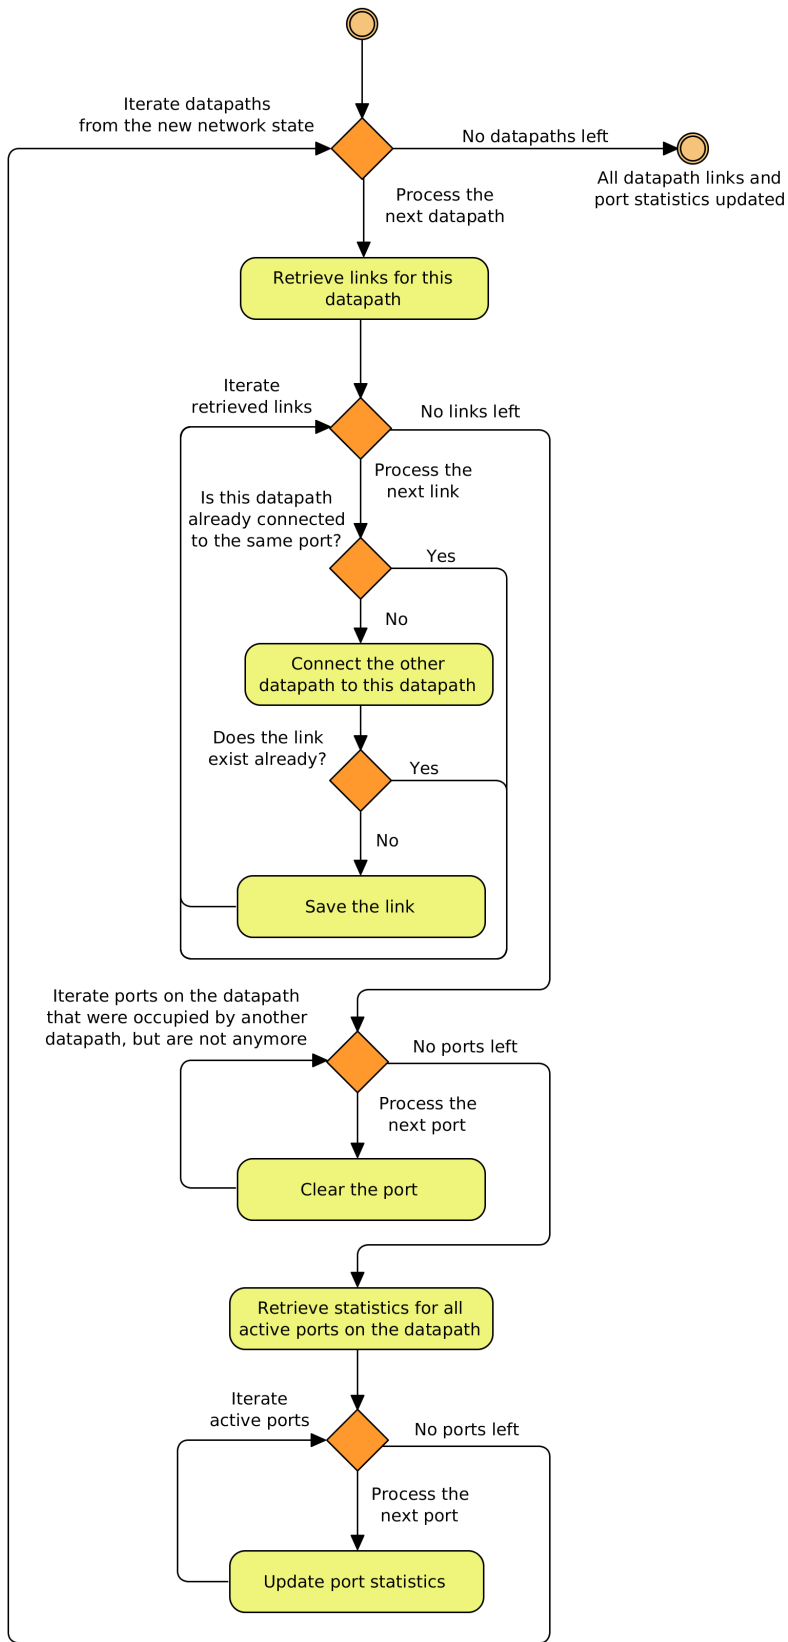 Iterate datapaths
from the new network state
No datapaths left
All datapath links and
port statistics updated
Process the
next datapath
Retrieve links for this
datapath
Iterate
retrieved links
No links left
Process the
next link
Is this datapath
already connected
to the same port?
Yes
No
Connect the other
datapath to this datapath
Does the link
exist already?
Yes
No
Save the link
Iterate ports on the datapath
that were occupied by another
datapath, but are not anymore
No ports left
Process the
next port
Clear the port
Retrieve statistics for all
active ports on the datapath
Iterate
active ports
No ports left
Process the
next port
Update port statistics